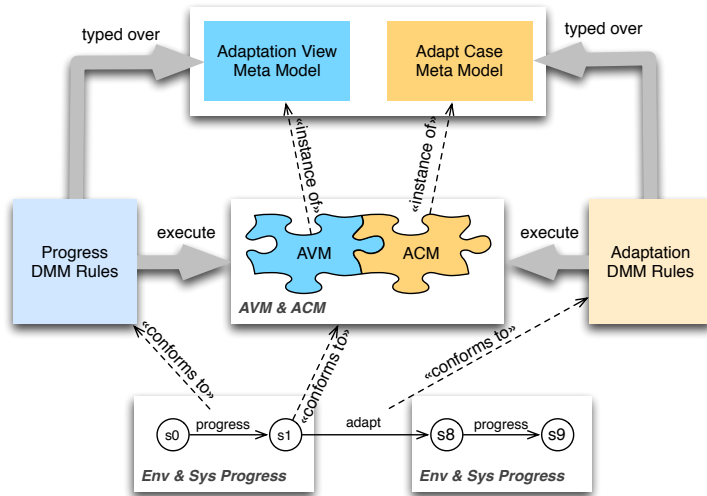 typed over
Adaptation View
Meta Model
Adapt Case
Meta Model
typed over
«instance of»
«instance of»
Progress
DMM Rules
execute
AVM
ACM
AVM & ACM
execute
Adaptation
DMM Rules
«conforms to»
«conforms to»
«conforms to»
s0
progress
s1
adapt
s8
progress
s9
Env & Sys Progress
Env & Sys Progress